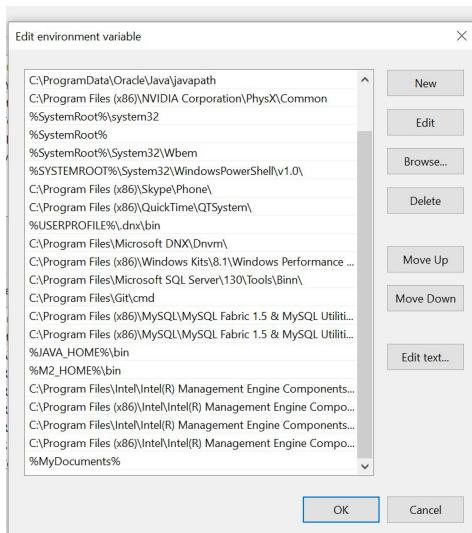 Edit environment variable
C:\ProgramData\Oracle\Java\javapath
C:\Program Files (x86)\NVIDIA Corporation\PhysX\Common
%SystemRoot%\system32
%SystemRoot%
%SystemRoot%\System32\Wbem
%SYSTEMROOT%\System32\WindowsPowerShell\v1.0\
C:\Program Files (x86)\Skype\Phone\
C:\Program Files (x86)\QuickTime\QTSystem\
%USERPROFILE%\.dnx\bin
C:\Program Files\Microsoft DNX\Dnvm\
C:\Program Files (x86)\Windows Kits\8.1\Windows Performance ...
C:\Program Files\Microsoft SQL Server\130\Tools\Binn\
C:\Program Files\Git\cmd
C:\Program Files (x86)\MySQL\MySQL Fabric 1.5 & MySQL Utiliti...
C:\Program Files (x86)\MySQL\MySQL Fabric 1.5 & MySQL Utiliti...
%JAVA_HOME%\bin
%M2_HOME%\bin
C:\Program Files\Intel\Intel(R) Management Engine Components...
C:\Program Files (x86)\Intel\Intel(R) Management Engine Compo...
C:\Program Files\Intel\Intel(R) Management Engine Components...
C:\Program Files (x86)\Intel\Intel(R) Management Engine Compo...
%MyDocuments%
New
Edit
Browse...
Delete
Move Up
Move Down
Edit text...
OK
Cancel